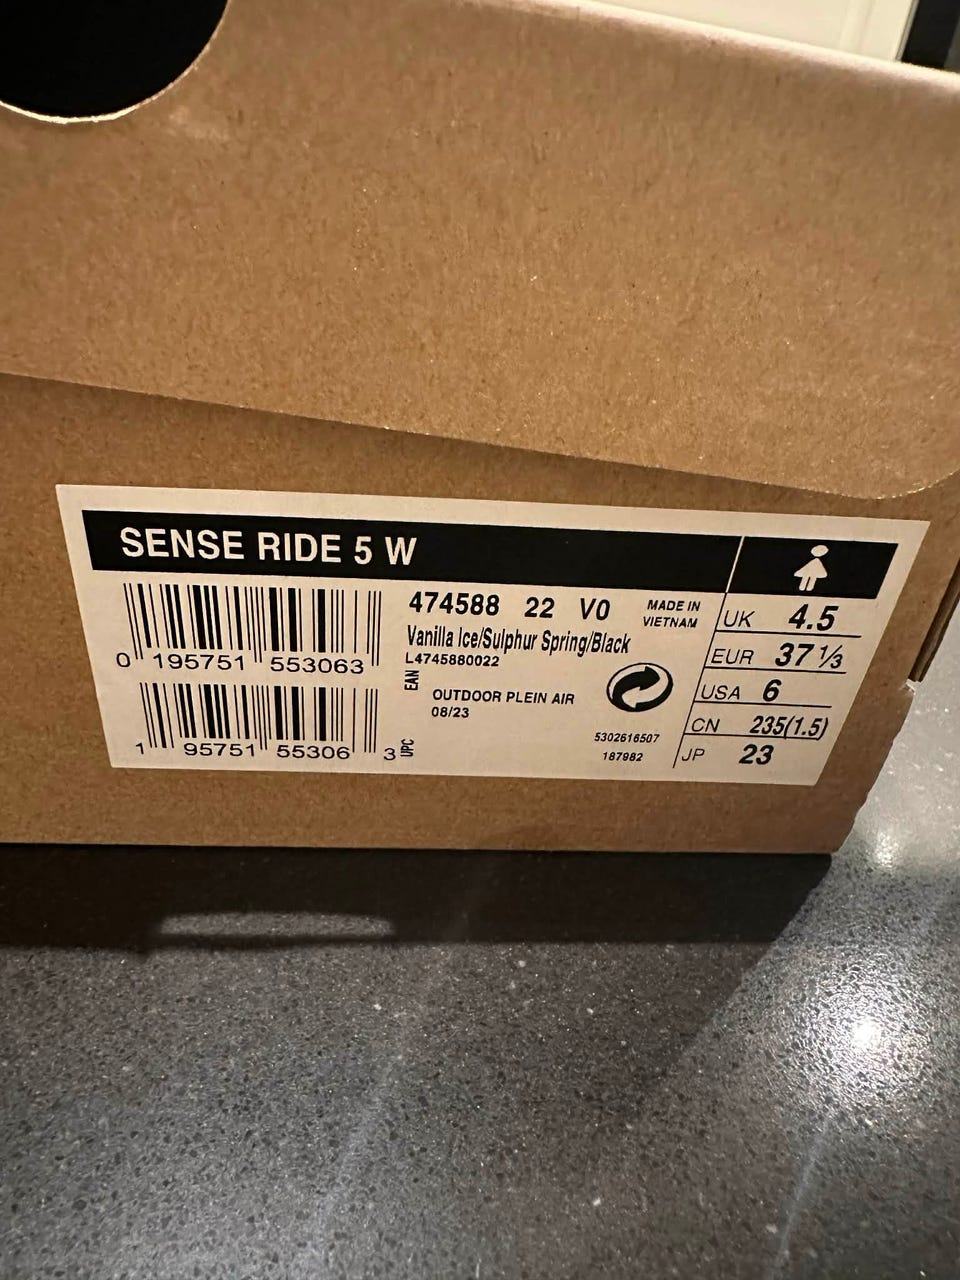 SENSE RIDE 5 W
474588 22 V0
MADE IN
VIETNAM
Vanilla Ice/Sulphur Spring/Black
L4745880022
0 195751 553063
EAN
OUTDOOR PLEIN AIR
08/23
1 95751 55306 3
UPC
5302616507
187982
UK 4.5
EUR 37 1/3
USA 6
CN 235(1.5)
JP 23